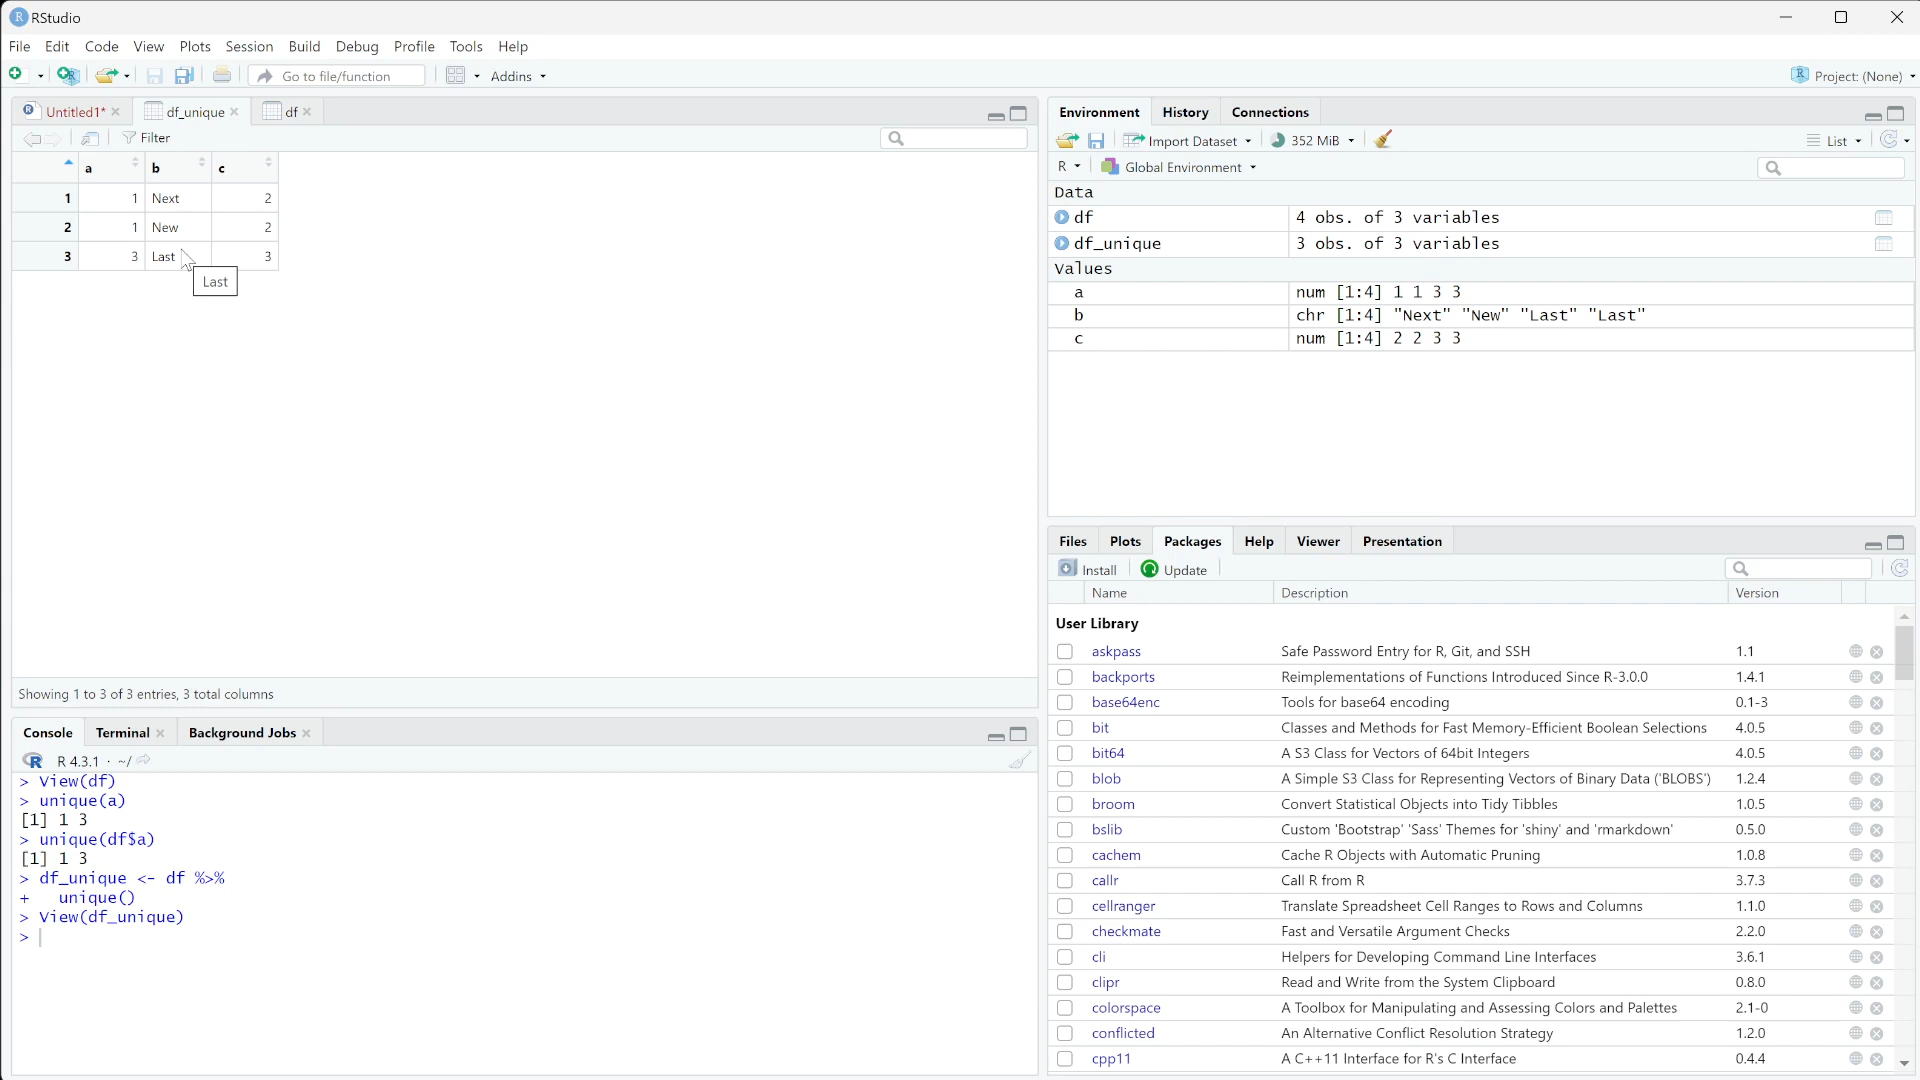 RStudio
File Edit Code View Plots Session Build Debug Profile Tools Help
Go to file/function Addins Project: (None)
Untitled1* df_unique df
Filter
a b c
1 1 Next 2
2 1 New 2
3 3 Last 3
Last
Showing 1 to 3 of 3 entries, 3 total columns
Console Terminal Background Jobs
R 4.3.1 · ~/
> View(df)
> unique(a)
[1] 1 3
> unique(df$a)
[1] 1 3
> df_unique <- df %>%
+ unique()
> View(df_unique)
>
Environment History Connections
Import Dataset 352 MiB List
R Global Environment
Data
df 4 obs. of 3 variables
df_unique 3 obs. of 3 variables
Values
a num [1:4] 1 1 3 3
b chr [1:4] "Next" "New" "Last" "Last"
c num [1:4] 2 2 3 3
Files Plots Packages Help Viewer Presentation
Install Update
Name Description Version
User Library
askpass Safe Password Entry for R, Git, and SSH 1.1
backports Reimplementations of Functions Introduced Since R-3.0.0 1.4.1
base64enc Tools for base64 encoding 0.1-3
bit Classes and Methods for Fast Memory-Efficient Boolean Selections 4.0.5
bit64 A S3 Class for Vectors of 64bit Integers 4.0.5
blob A Simple S3 Class for Representing Vectors of Binary Data ('BLOBS') 1.2.4
broom Convert Statistical Objects into Tidy Tibbles 1.0.5
bslib Custom 'Bootstrap' 'Sass' Themes for 'shiny' and 'rmarkdown' 0.5.0
cachem Cache R Objects with Automatic Pruning 1.0.8
callr Call R from R 3.7.3
cellranger Translate Spreadsheet Cell Ranges to Rows and Columns 1.1.0
checkmate Fast and Versatile Argument Checks 2.2.0
cli Helpers for Developing Command Line Interfaces 3.6.1
clipr Read and Write from the System Clipboard 0.8.0
colorspace A Toolbox for Manipulating and Assessing Colors and Palettes 2.1-0
conflicted An Alternative Conflict Resolution Strategy 1.2.0
cpp11 A C++11 Interface for R's C Interface 0.4.4